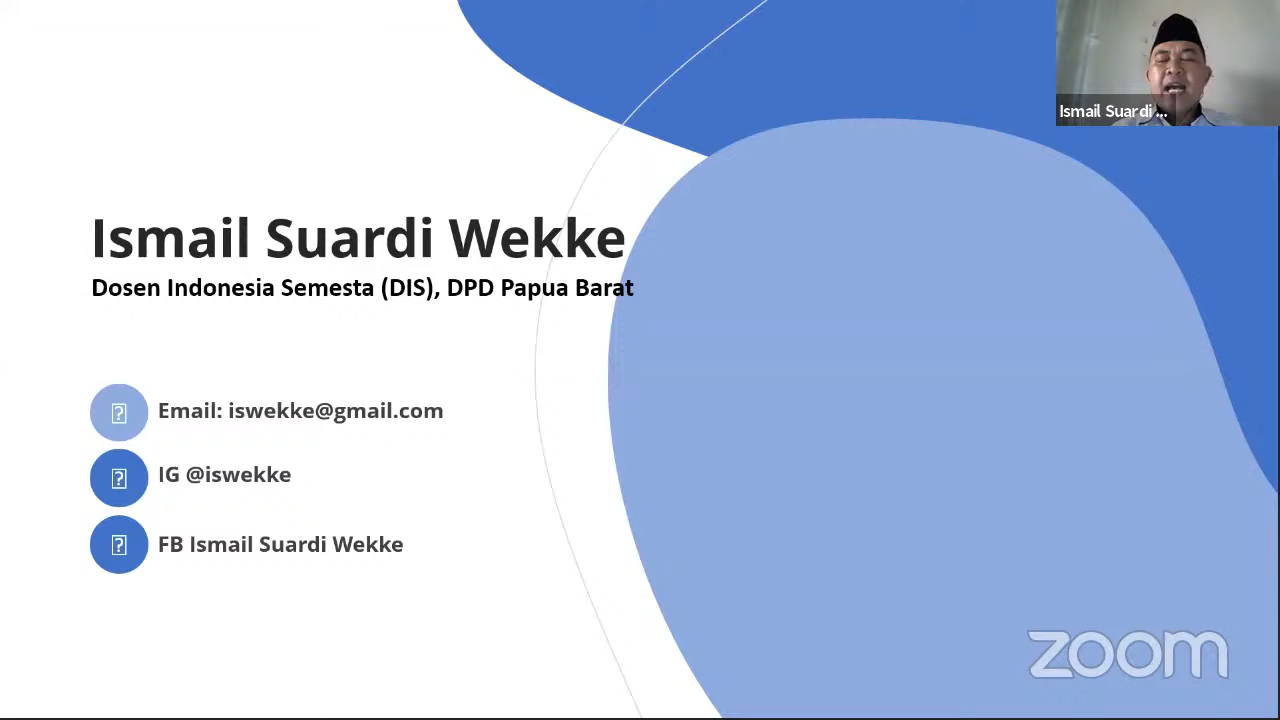 Ismail Suardi ...
Ismail Suardi Wekke
Dosen Indonesia Semesta (DIS), DPD Papua Barat
Email: iswekke@gmail.com
IG @iswekke
FB Ismail Suardi Wekke
zoom